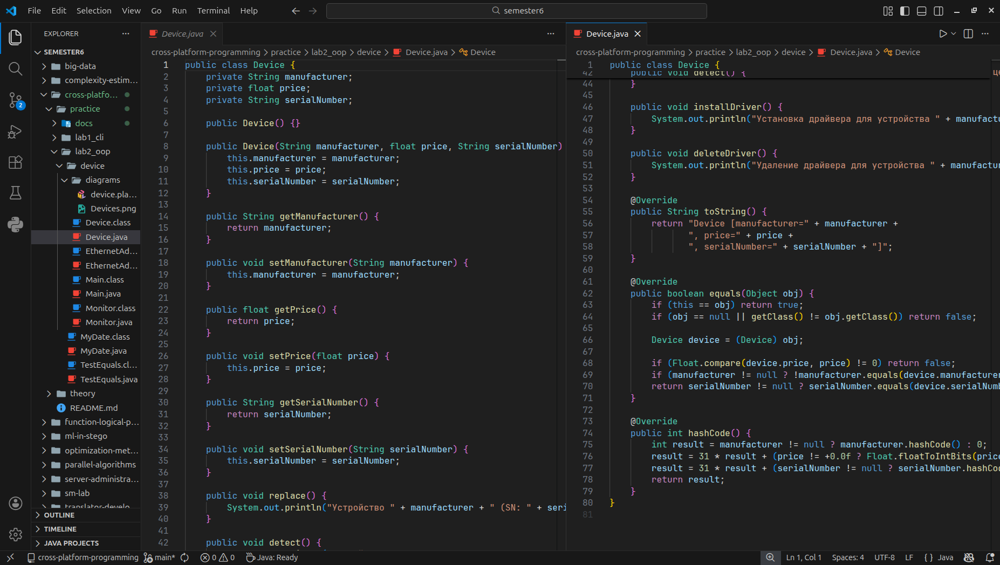 File Edit Selection View Go Run Terminal Help
semester6
EXPLORER
SEMESTER6
big-data
complexity-estim...
cross-platfo...
practice
docs
lab1_cli
lab2_oop
device
diagrams
device.pla...
Devices.png
Device.class
Device.java
EthernetAd...
EthernetAd...
Main.class
Main.java
Monitor.class
Monitor.java
MyDate.class
MyDate.java
TestEquals.cl...
TestEquals.java
theory
README.md
function-logical-p...
ml-in-stego
optimization-met...
parallel-algorithms
server-administra...
sm-lab
translator-develo
OUTLINE
TIMELINE
JAVA PROJECTS
2
Device.java
cross-platform-programming > practice > lab2_oop > device > Device.java > Device
1 public class Device {
2 private String manufacturer;
3 private float price;
4 private String serialNumber;
5
6 public Device() {}
7
8 public Device(String manufacturer, float price, String serialNumber)
9 this.manufacturer = manufacturer;
10 this.price = price;
11 this.serialNumber = serialNumber;
12 }
13
14 public String getManufacturer() {
15 return manufacturer;
16 }
17
18 public void setManufacturer(String manufacturer) {
19 this.manufacturer = manufacturer;
20 }
21
22 public float getPrice() {
23 return price;
24 }
25
26 public void setPrice(float price) {
27 this.price = price;
28 }
29
30 public String getSerialNumber() {
31 return serialNumber;
32 }
33
34 public void setSerialNumber(String serialNumber) {
35 this.serialNumber = serialNumber;
36 }
37
38 public void replace() {
39 System.out.println("Устройство " + manufacturer + " (SN: " + seri
40 }
41
42 public void detect() {
Device.java
cross-platform-programming > practice > lab2_oop > device > Device.java > Device
1 public class Device {
42 public void detect() {
44 }
45
46 public void installDriver() {
47 System.out.println("Установка драйвера для устройства " + manufactu
48 }
49
50 public void deleteDriver() {
51 System.out.println("Удаление драйвера для устройства " + manufactur
52 }
53
54 @Override
55 public String toString() {
56 return "Device [manufacturer=" + manufacturer +
57 ", price=" + price +
58 ", serialNumber=" + serialNumber + "]";
59 }
60
61 @Override
62 public boolean equals(Object obj) {
63 if (this == obj) return true;
64 if (obj == null || getClass() != obj.getClass()) return false;
65
66 Device device = (Device) obj;
67
68 if (Float.compare(device.price, price) != 0) return false;
69 if (manufacturer != null ? !manufacturer.equals(device.manufacturer
70 return serialNumber != null ? serialNumber.equals(device.serialNumb
71 }
72
73 @Override
74 public int hashCode() {
75 int result = manufacturer != null ? manufacturer.hashCode() : 0;
76 result = 31 * result + (price != +0.0f ? Float.floatToIntBits(pric
77 result = 31 * result + (serialNumber != null ? serialNumber.hashCo
78 return result;
79 }
80 }
81
cross-platform-programming main* 0 0 Java: Ready
Ln 1, Col 1 Spaces: 4 UTF-8 LF { } Java